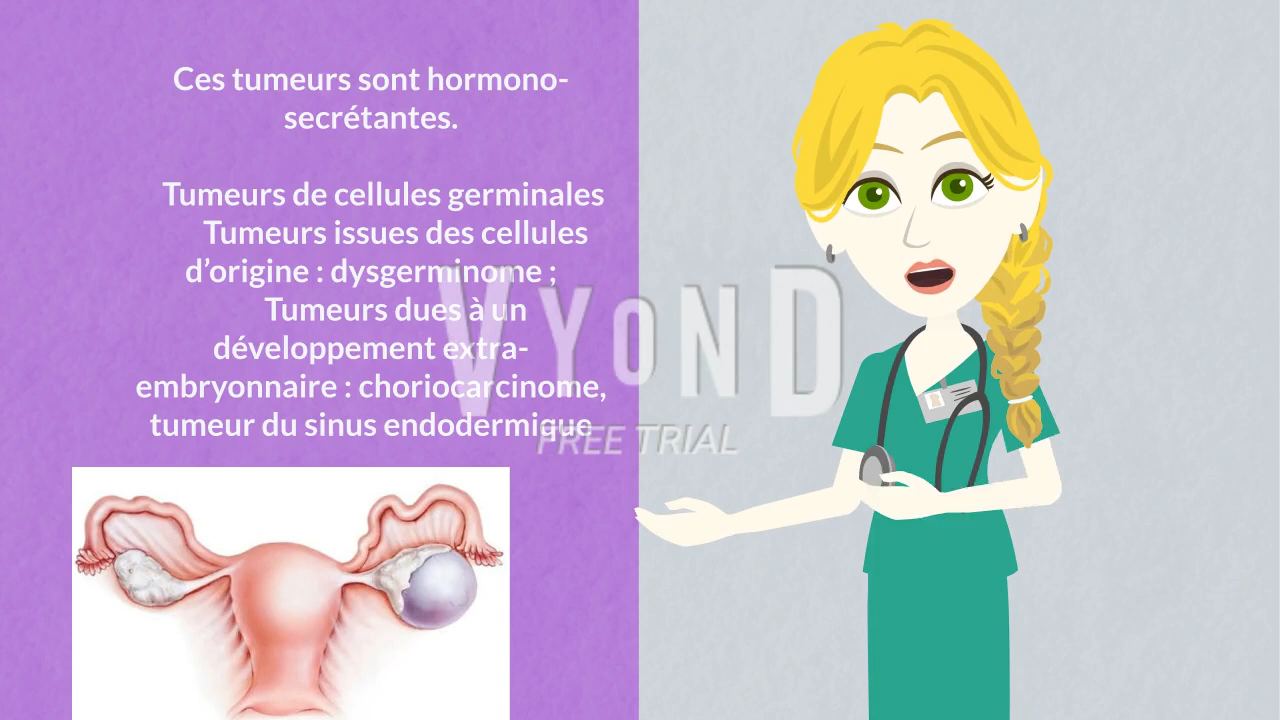 Ces tumeurs sont hormono-
secrétantes.
Tumeurs de cellules germinales
Tumeurs issues des cellules
d’origine : dysgerminome ;
Tumeurs dues à un
développement extra-
embryonnaire : choriocarcinome,
tumeur du sinus endodermique
VYOND
FREE TRIAL